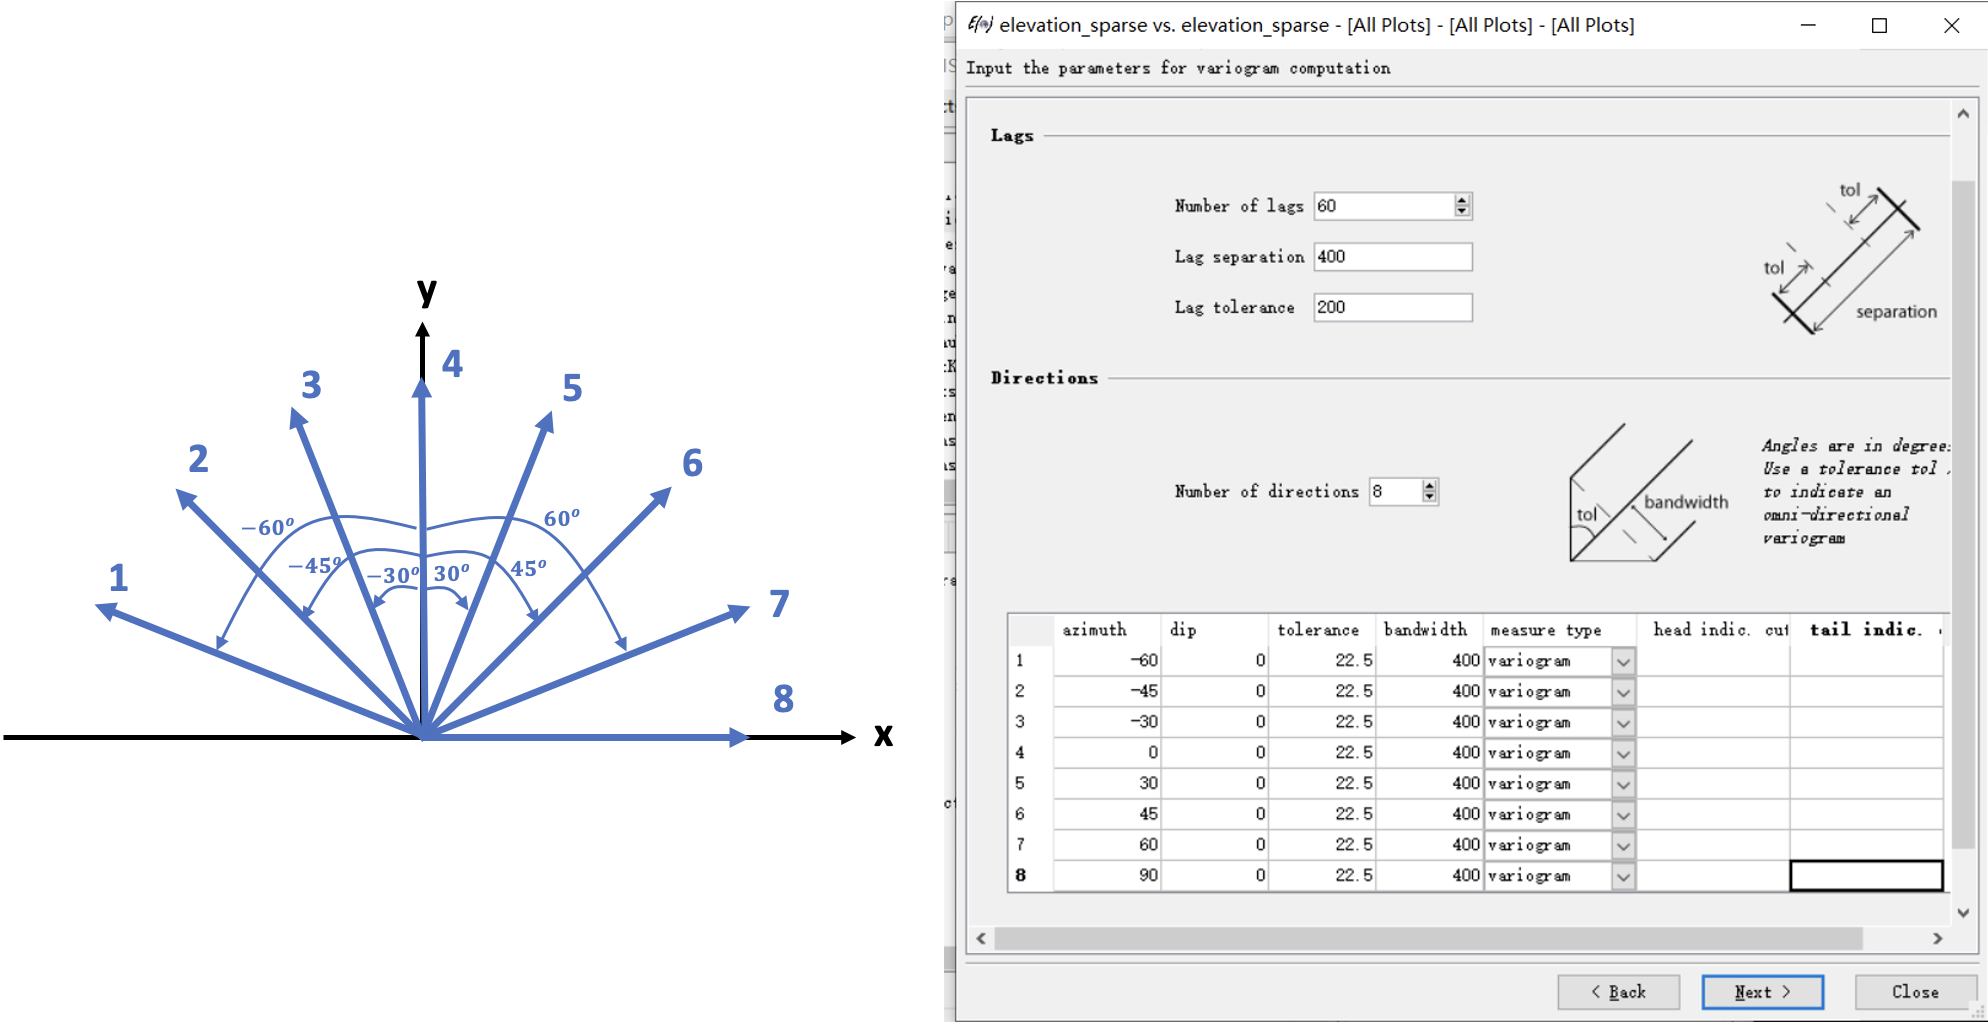 y
4
3
5
2
6
−60°
60°
−45°
−30°
30°
45°
1
7
8
x
elevation_sparse vs. elevation_sparse - [All Plots] - [All Plots] - [All Plots]
Input the parameters for variogram computation
Lags
Number of lags 60
Lag separation 400
Lag tolerance 200
tol
tol
separation
Directions
Number of directions 8
tol
bandwidth
Angles are in degree
Use a tolerance tol
to indicate an
omni-directional
variogram
azimuth dip tolerance bandwidth measure type head indic. cut tail indic.
1 -60 0 22.5 400 variogram
2 -45 0 22.5 400 variogram
3 -30 0 22.5 400 variogram
4 0 0 22.5 400 variogram
5 30 0 22.5 400 variogram
6 45 0 22.5 400 variogram
7 60 0 22.5 400 variogram
8 90 0 22.5 400 variogram
< Back
Next >
Close